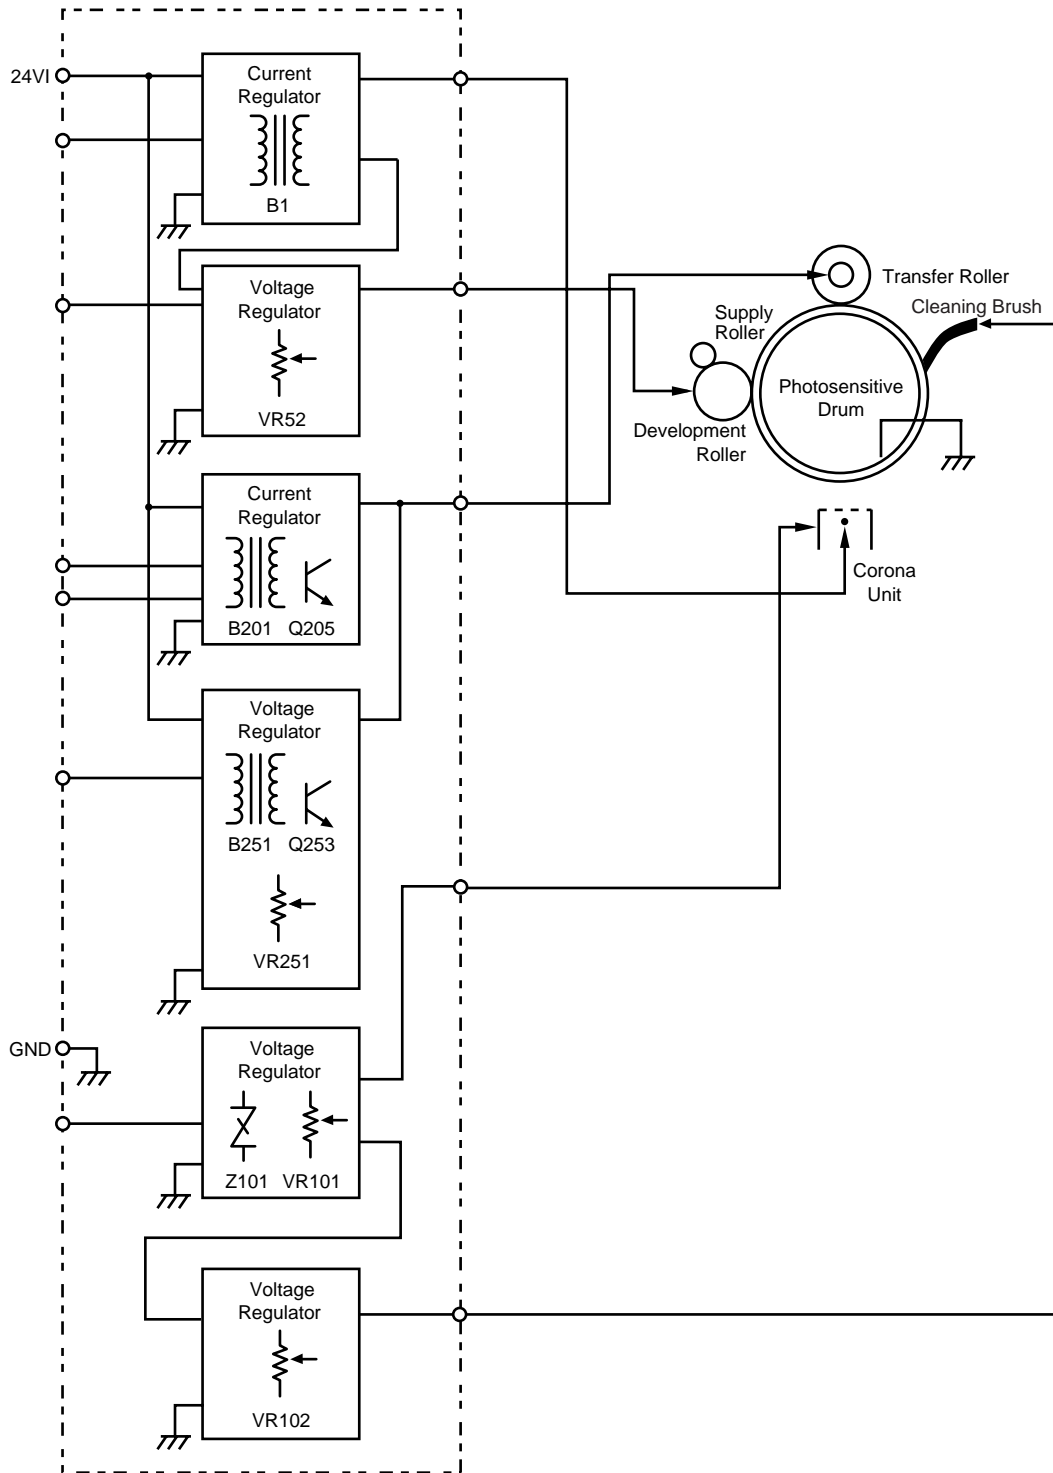 24VI
Current
Regulator
B1
Voltage
Regulator
VR52
Current
Regulator
B201 Q205
Voltage
Regulator
B251 Q253
VR251
GND
Voltage
Regulator
Z101 VR101
Voltage
Regulator
VR102
Transfer Roller
Cleaning Brush
Supply
Roller
Photosensitive
Drum
Development
Roller
Corona
Unit